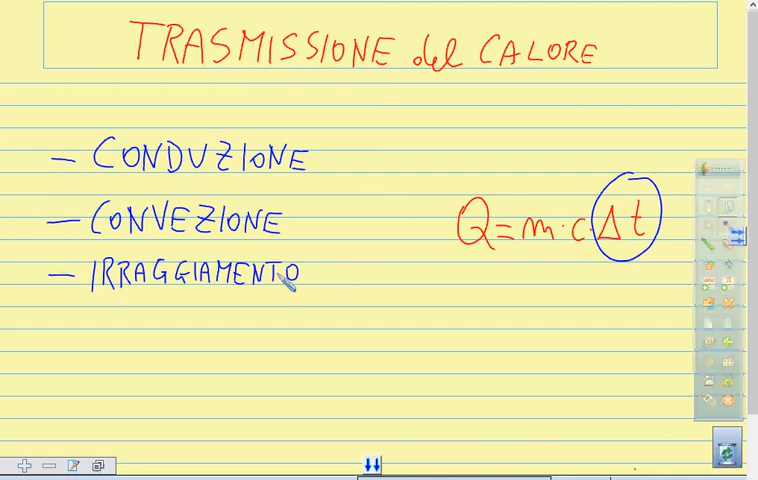 TRASMISSIONE del CALORE
– CONDUZIONE
– CONVEZIONE
– IRRAGGIAMENTO
Q = m · c · Δt